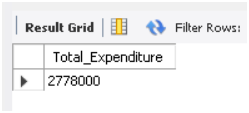 Result Grid Filter Rows:
Total_Expenditure
2778000